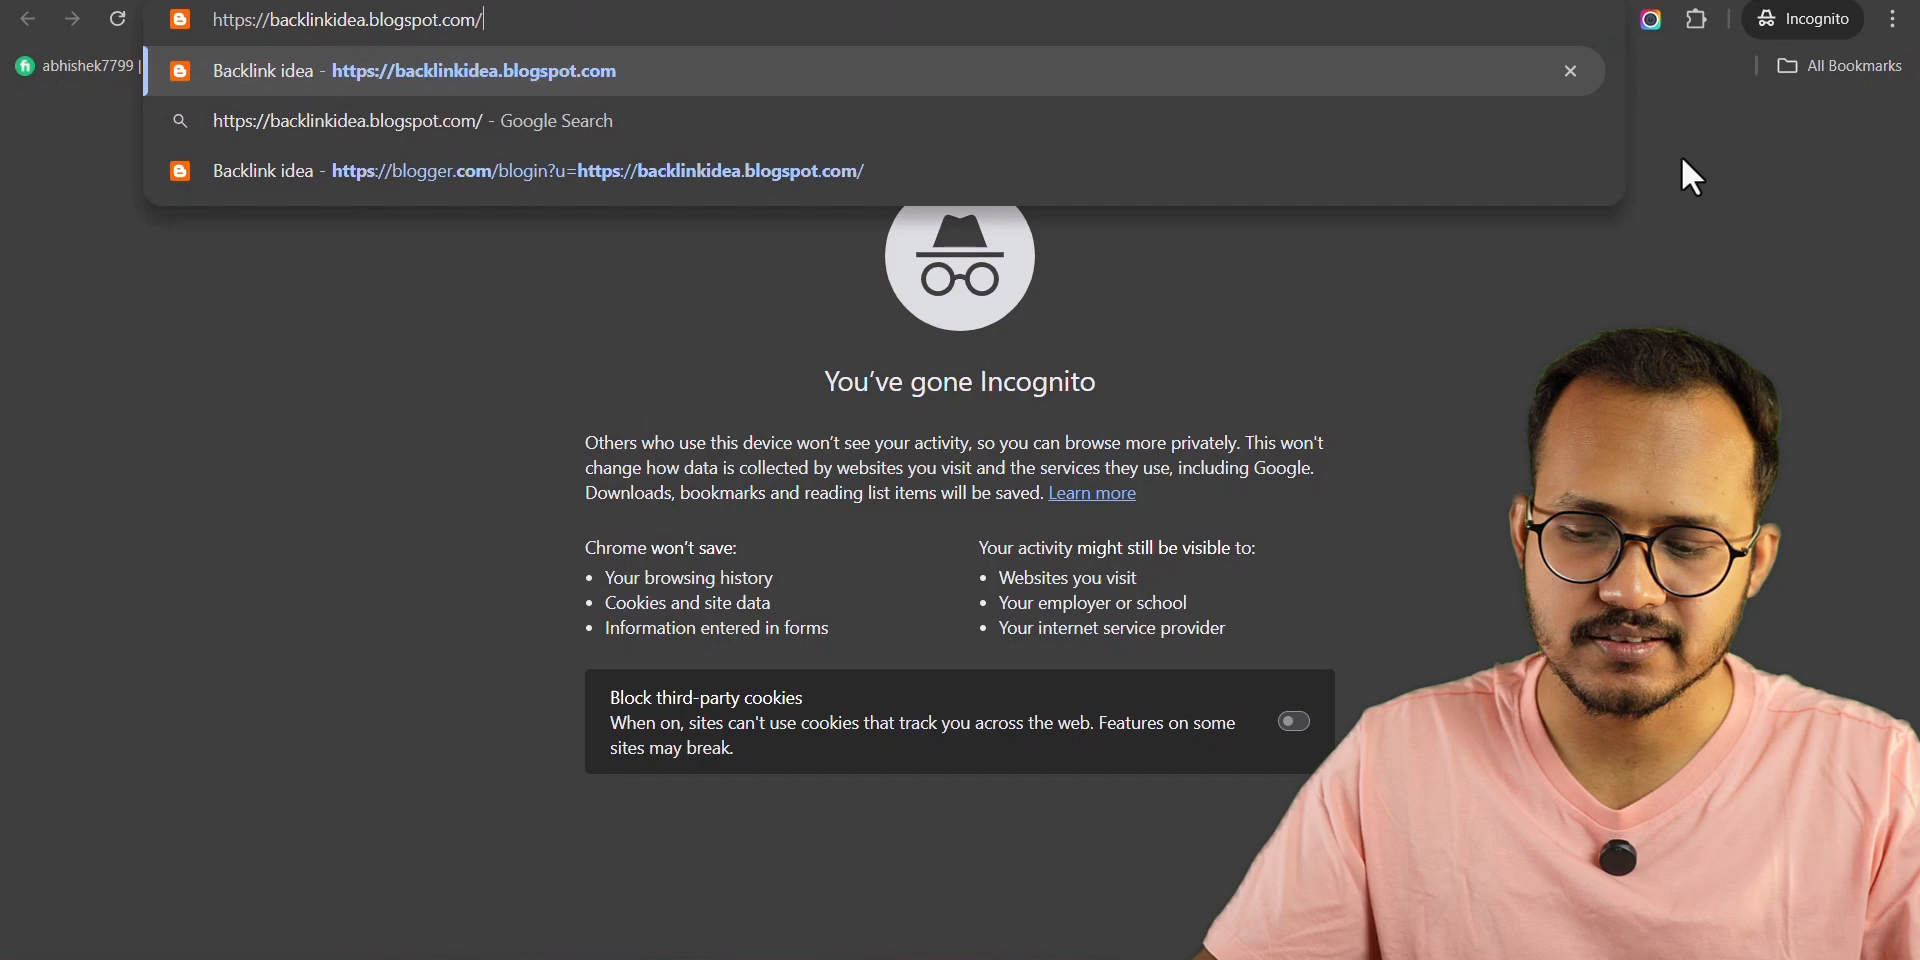 https://backlinkidea.blogspot.com/
Incognito
abhishek7799 |
Backlink idea - https://backlinkidea.blogspot.com
All Bookmarks
https://backlinkidea.blogspot.com/ - Google Search
Backlink idea - https://blogger.com/blogin?u=https://backlinkidea.blogspot.com/
You've gone Incognito
Others who use this device won't see your activity, so you can browse more privately. This won't
change how data is collected by websites you visit and the services they use, including Google.
Downloads, bookmarks and reading list items will be saved. Learn more
Chrome won't save:
• Your browsing history
• Cookies and site data
• Information entered in forms
Your activity might still be visible to:
• Websites you visit
• Your employer or school
• Your internet service provider
Block third-party cookies
When on, sites can't use cookies that track you across the web. Features on some
sites may break.